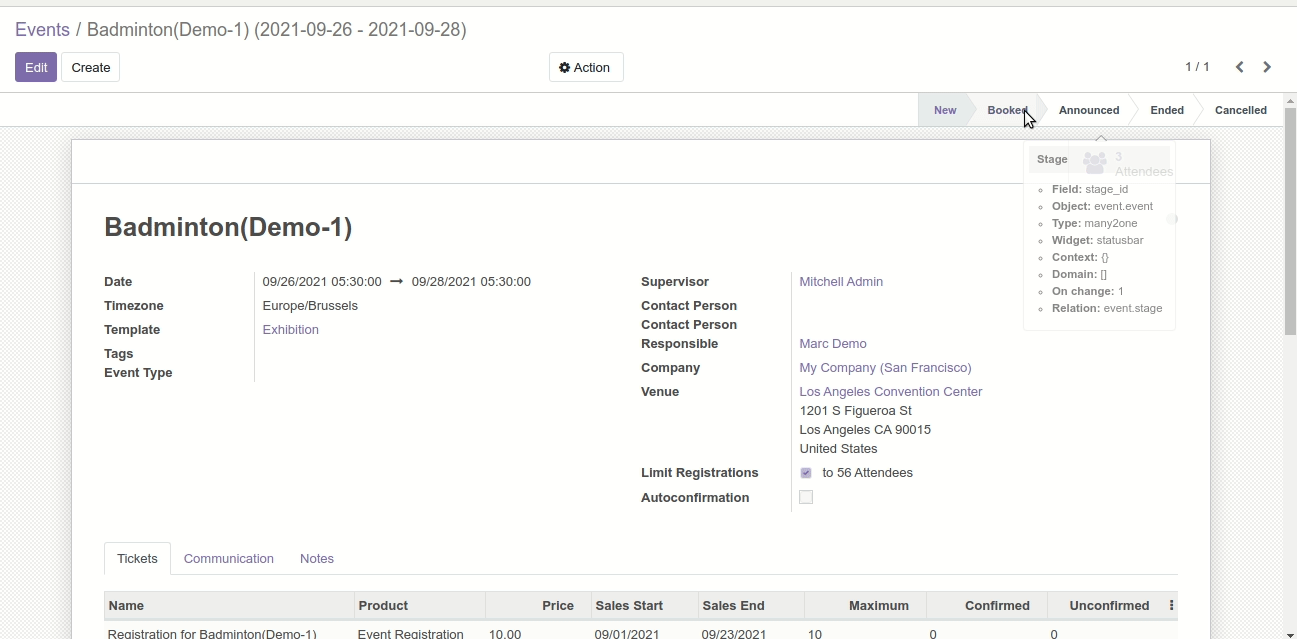 Events / Badminton(Demo-1) (2021-09-26 - 2021-09-28)
Edit Create Action 1 / 1
New Booked Announced Ended Cancelled
Stage 3 Attendees
Field: stage_id
Object: event.event
Type: many2one
Widget: statusbar
Context: {}
Domain: []
On change: 1
Relation: event.stage
Badminton(Demo-1)
Date 09/26/2021 05:30:00 → 09/28/2021 05:30:00
Timezone Europe/Brussels
Template Exhibition
Tags
Event Type
Supervisor Mitchell Admin
Contact Person
Contact Person
Responsible Marc Demo
Company My Company (San Francisco)
Venue Los Angeles Convention Center
1201 S Figueroa St
Los Angeles CA 90015
United States
Limit Registrations to 56 Attendees
Autoconfirmation
Tickets Communication Notes
Name Product Price Sales Start Sales End Maximum Confirmed Unconfirmed
Registration for Badminton(Demo-1) Event Registration 10.00 09/01/2021 09/23/2021 10 0 0